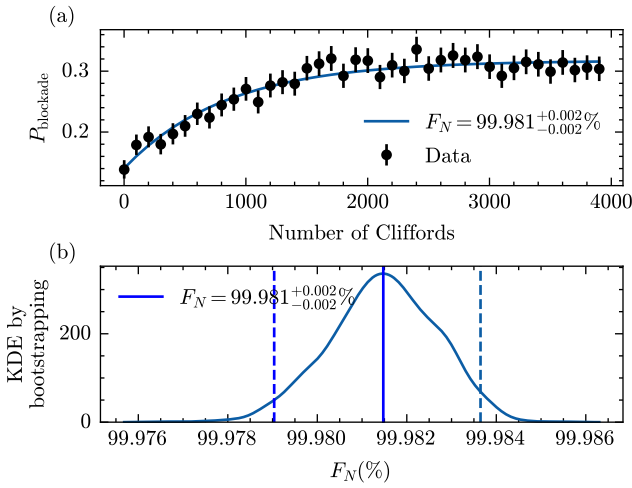 (a)
P_blockade
0.3
0.2
F_N = 99.981^{+0.002}_{-0.002}%
Data
0 1000 2000 3000 4000
Number of Cliffords
(b)
KDE by
bootstrapping
F_N = 99.981^{+0.002}_{-0.002}%
200
0
99.976 99.978 99.980 99.982 99.984 99.986
F_N(%)